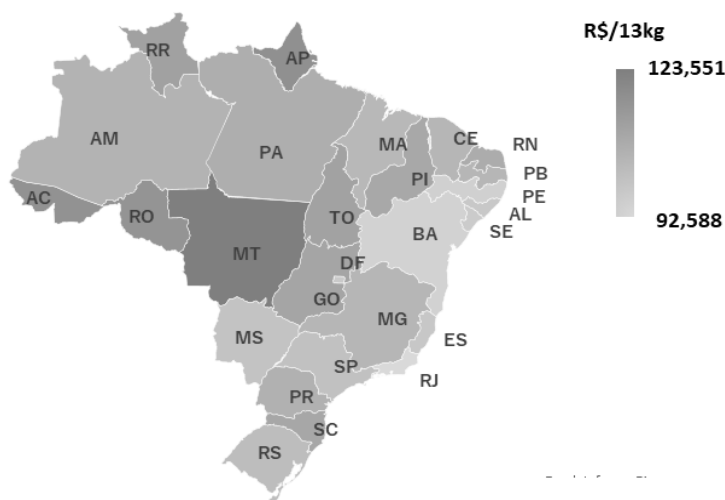 R$/13kg
123,551
92,588
RR
AP
AM
PA
MA
CE
RN
PB
PE
AL
SE
PI
AC
RO
TO
BA
MT
DF
GO
MG
MS
ES
SP
RJ
PR
SC
RS